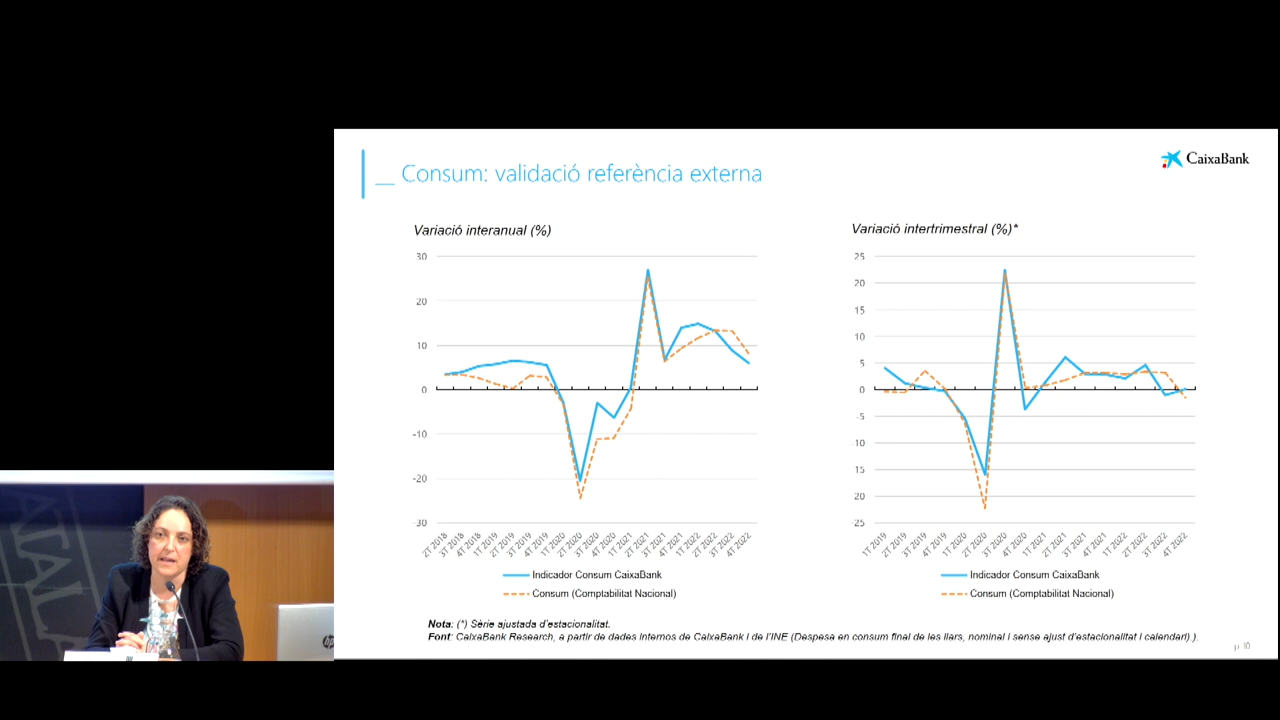 __ Consum: validació referència externa
CaixaBank
Variació interanual (%)
30
20
10
0
-10
-20
-30
2T 2018
3T 2018
4T 2018
1T 2019
2T 2019
3T 2019
4T 2019
1T 2020
2T 2020
3T 2020
4T 2020
1T 2021
2T 2021
3T 2021
4T 2021
1T 2022
2T 2022
3T 2022
4T 2022
Indicador Consum CaixaBank
Consum (Comptabilitat Nacional)
Variació intertrimestral (%)*
25
20
15
10
5
0
-5
10
15
20
25
1T 2019
2T 2019
3T 2019
4T 2019
1T 2020
2T 2020
3T 2020
4T 2020
1T 2021
2T 2021
3T 2021
4T 2021
1T 2022
2T 2022
3T 2022
4T 2022
Indicador Consum CaixaBank
Consum (Comptabilitat Nacional)
Nota: (*) Sèrie ajustada d'estacionalitat.
Font: CaixaBank Research, a partir de dades internos de CaixaBank i de l'INE (Despesa en consum final de les llars, nominal i sense ajust d'estacionalitat i calendari).).
p 10
hp